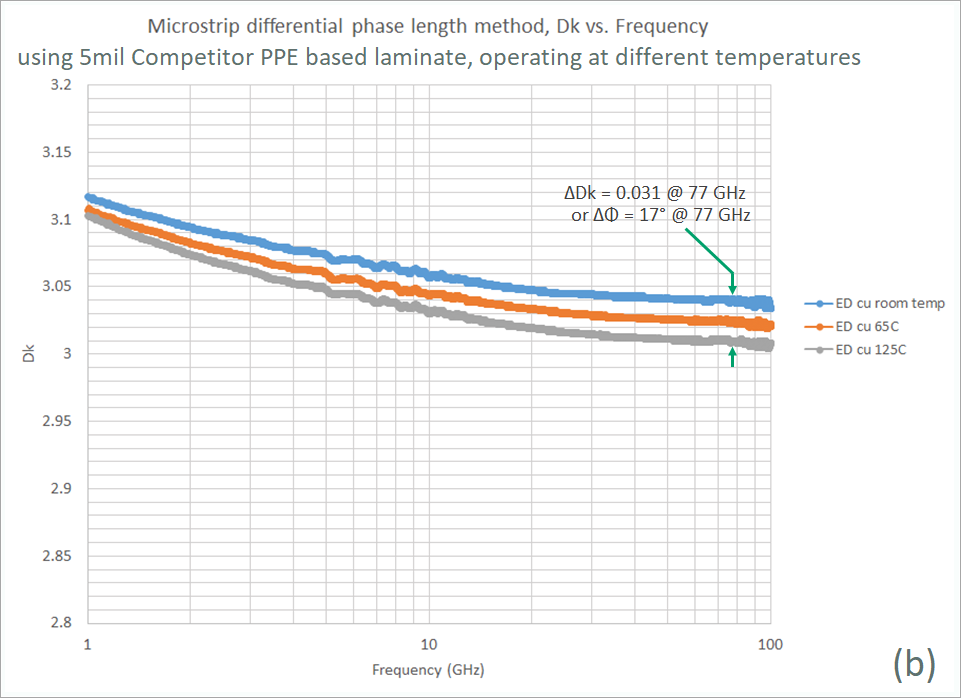 Microstrip differential phase length method, Dk vs. Frequency
using 5mil Competitor PPE based laminate, operating at different temperatures
3.2
3.15
3.1
3.05
3
2.95
2.9
2.85
2.8
Dk
ΔDk = 0.031 @ 77 GHz
or ΔΦ = 17° @ 77 GHz
ED cu room temp
ED cu 65C
ED cu 125C
1
10
100
Frequency (GHz)
(b)